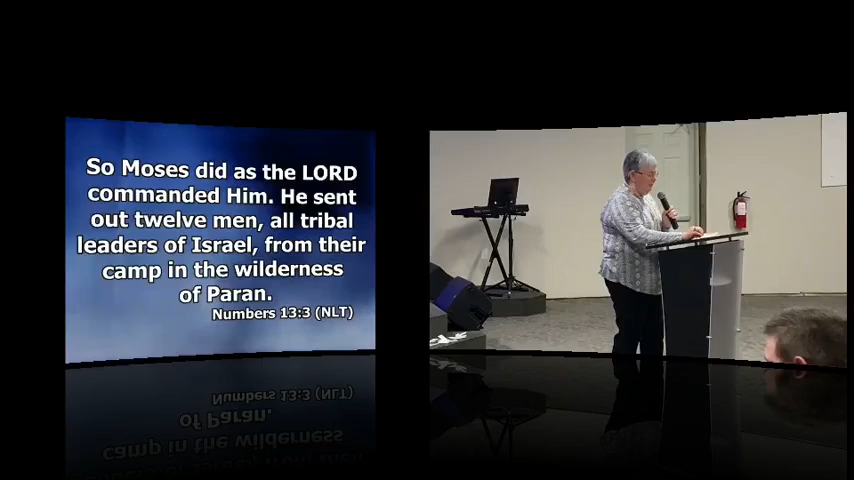 So Moses did as the LORD
commanded Him. He sent
out twelve men, all tribal
leaders of Israel, from their
camp in the wilderness
of Paran.
Numbers 13:3 (NLT)